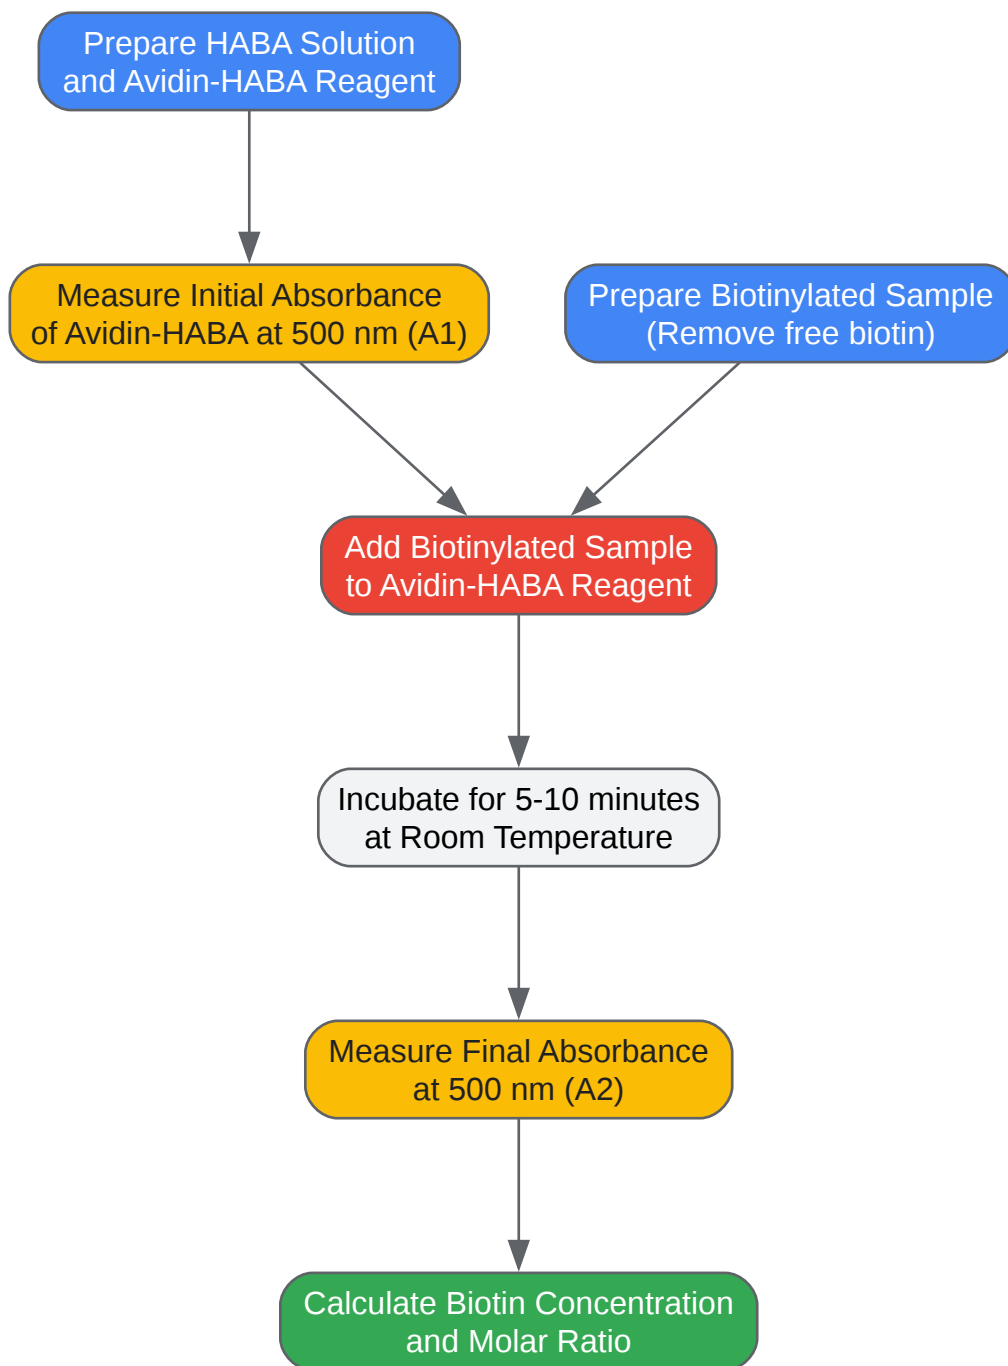 Prepare HABA Solution
and Avidin-HABA Reagent
Measure Initial Absorbance
of Avidin-HABA at 500 nm (A1)
Prepare Biotinylated Sample
(Remove free biotin)
Add Biotinylated Sample
to Avidin-HABA Reagent
Incubate for 5-10 minutes
at Room Temperature
Measure Final Absorbance
at 500 nm (A2)
Calculate Biotin Concentration
and Molar Ratio